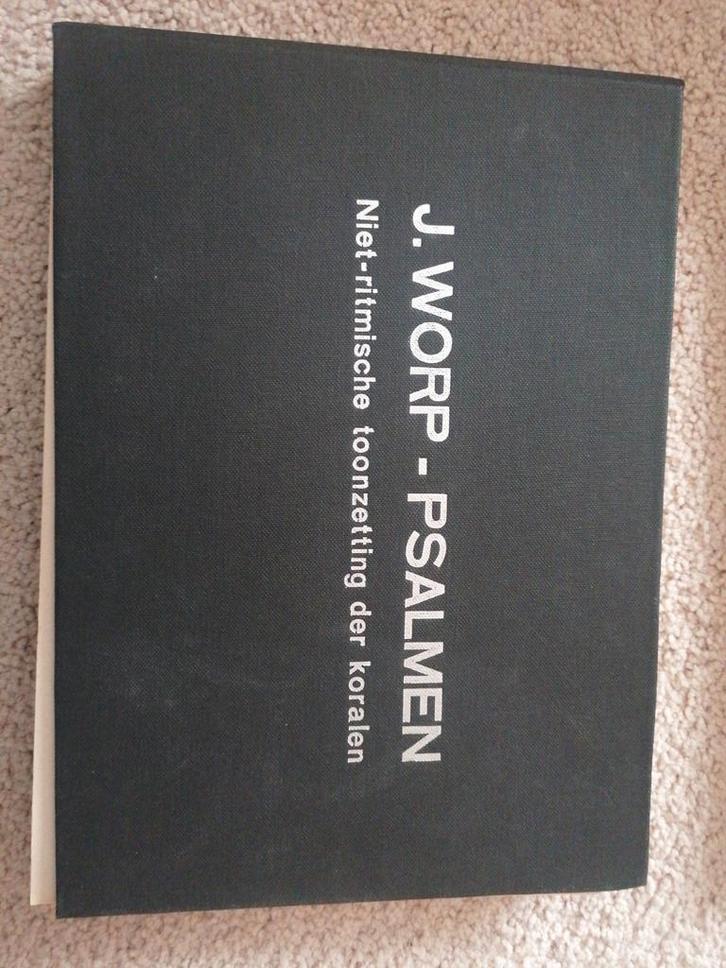 J. WORP - PSALMEN
Niet-ritmische toonzetting der koralen